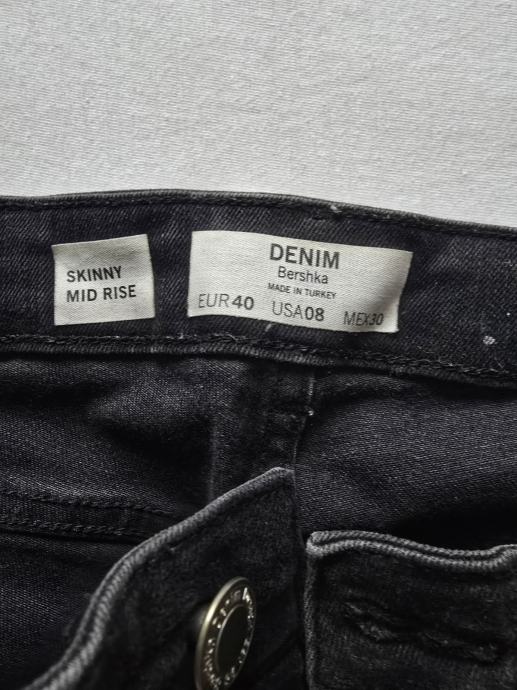 SKINNY
MID RISE
DENIM
Bershka
MADE IN TURKEY
EUR 40 USA 08 MEX 30